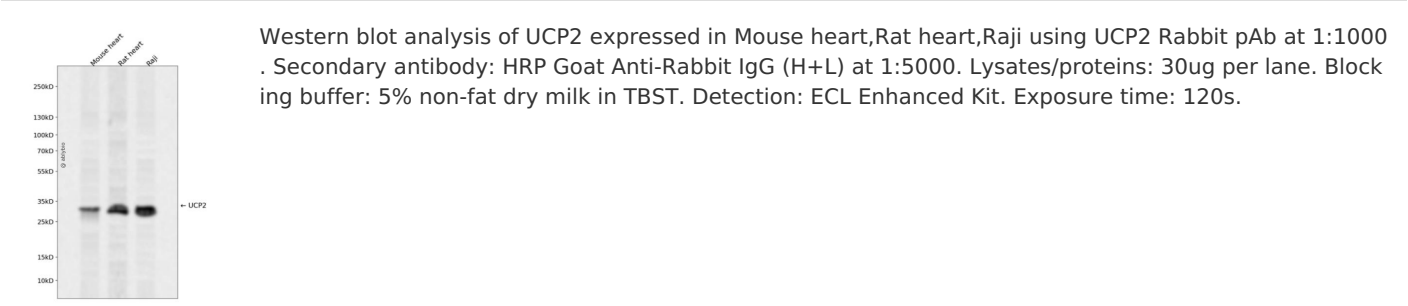 Mouse heart
Rat heart
Raji
Western blot analysis of UCP2 expressed in Mouse heart,Rat heart,Raji using UCP2 Rabbit pAb at 1:1000
. Secondary antibody: HRP Goat Anti-Rabbit IgG (H+L) at 1:5000. Lysates/proteins: 30ug per lane. Block
ing buffer: 5% non-fat dry milk in TBST. Detection: ECL Enhanced Kit. Exposure time: 120s.
250kD
130kD
100kD
70kD
55kD
35kD
← UCP2
25kD
15kD
10kD